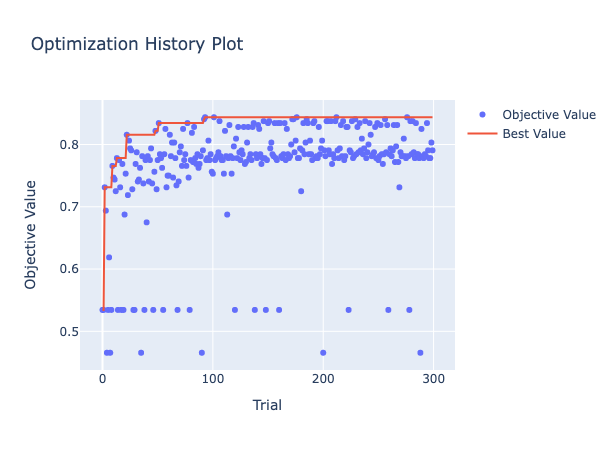 Optimization History Plot
Objective Value
Best Value
0.8
0.7
0.6
0.5
Objective Value
0
100
200
300
Trial